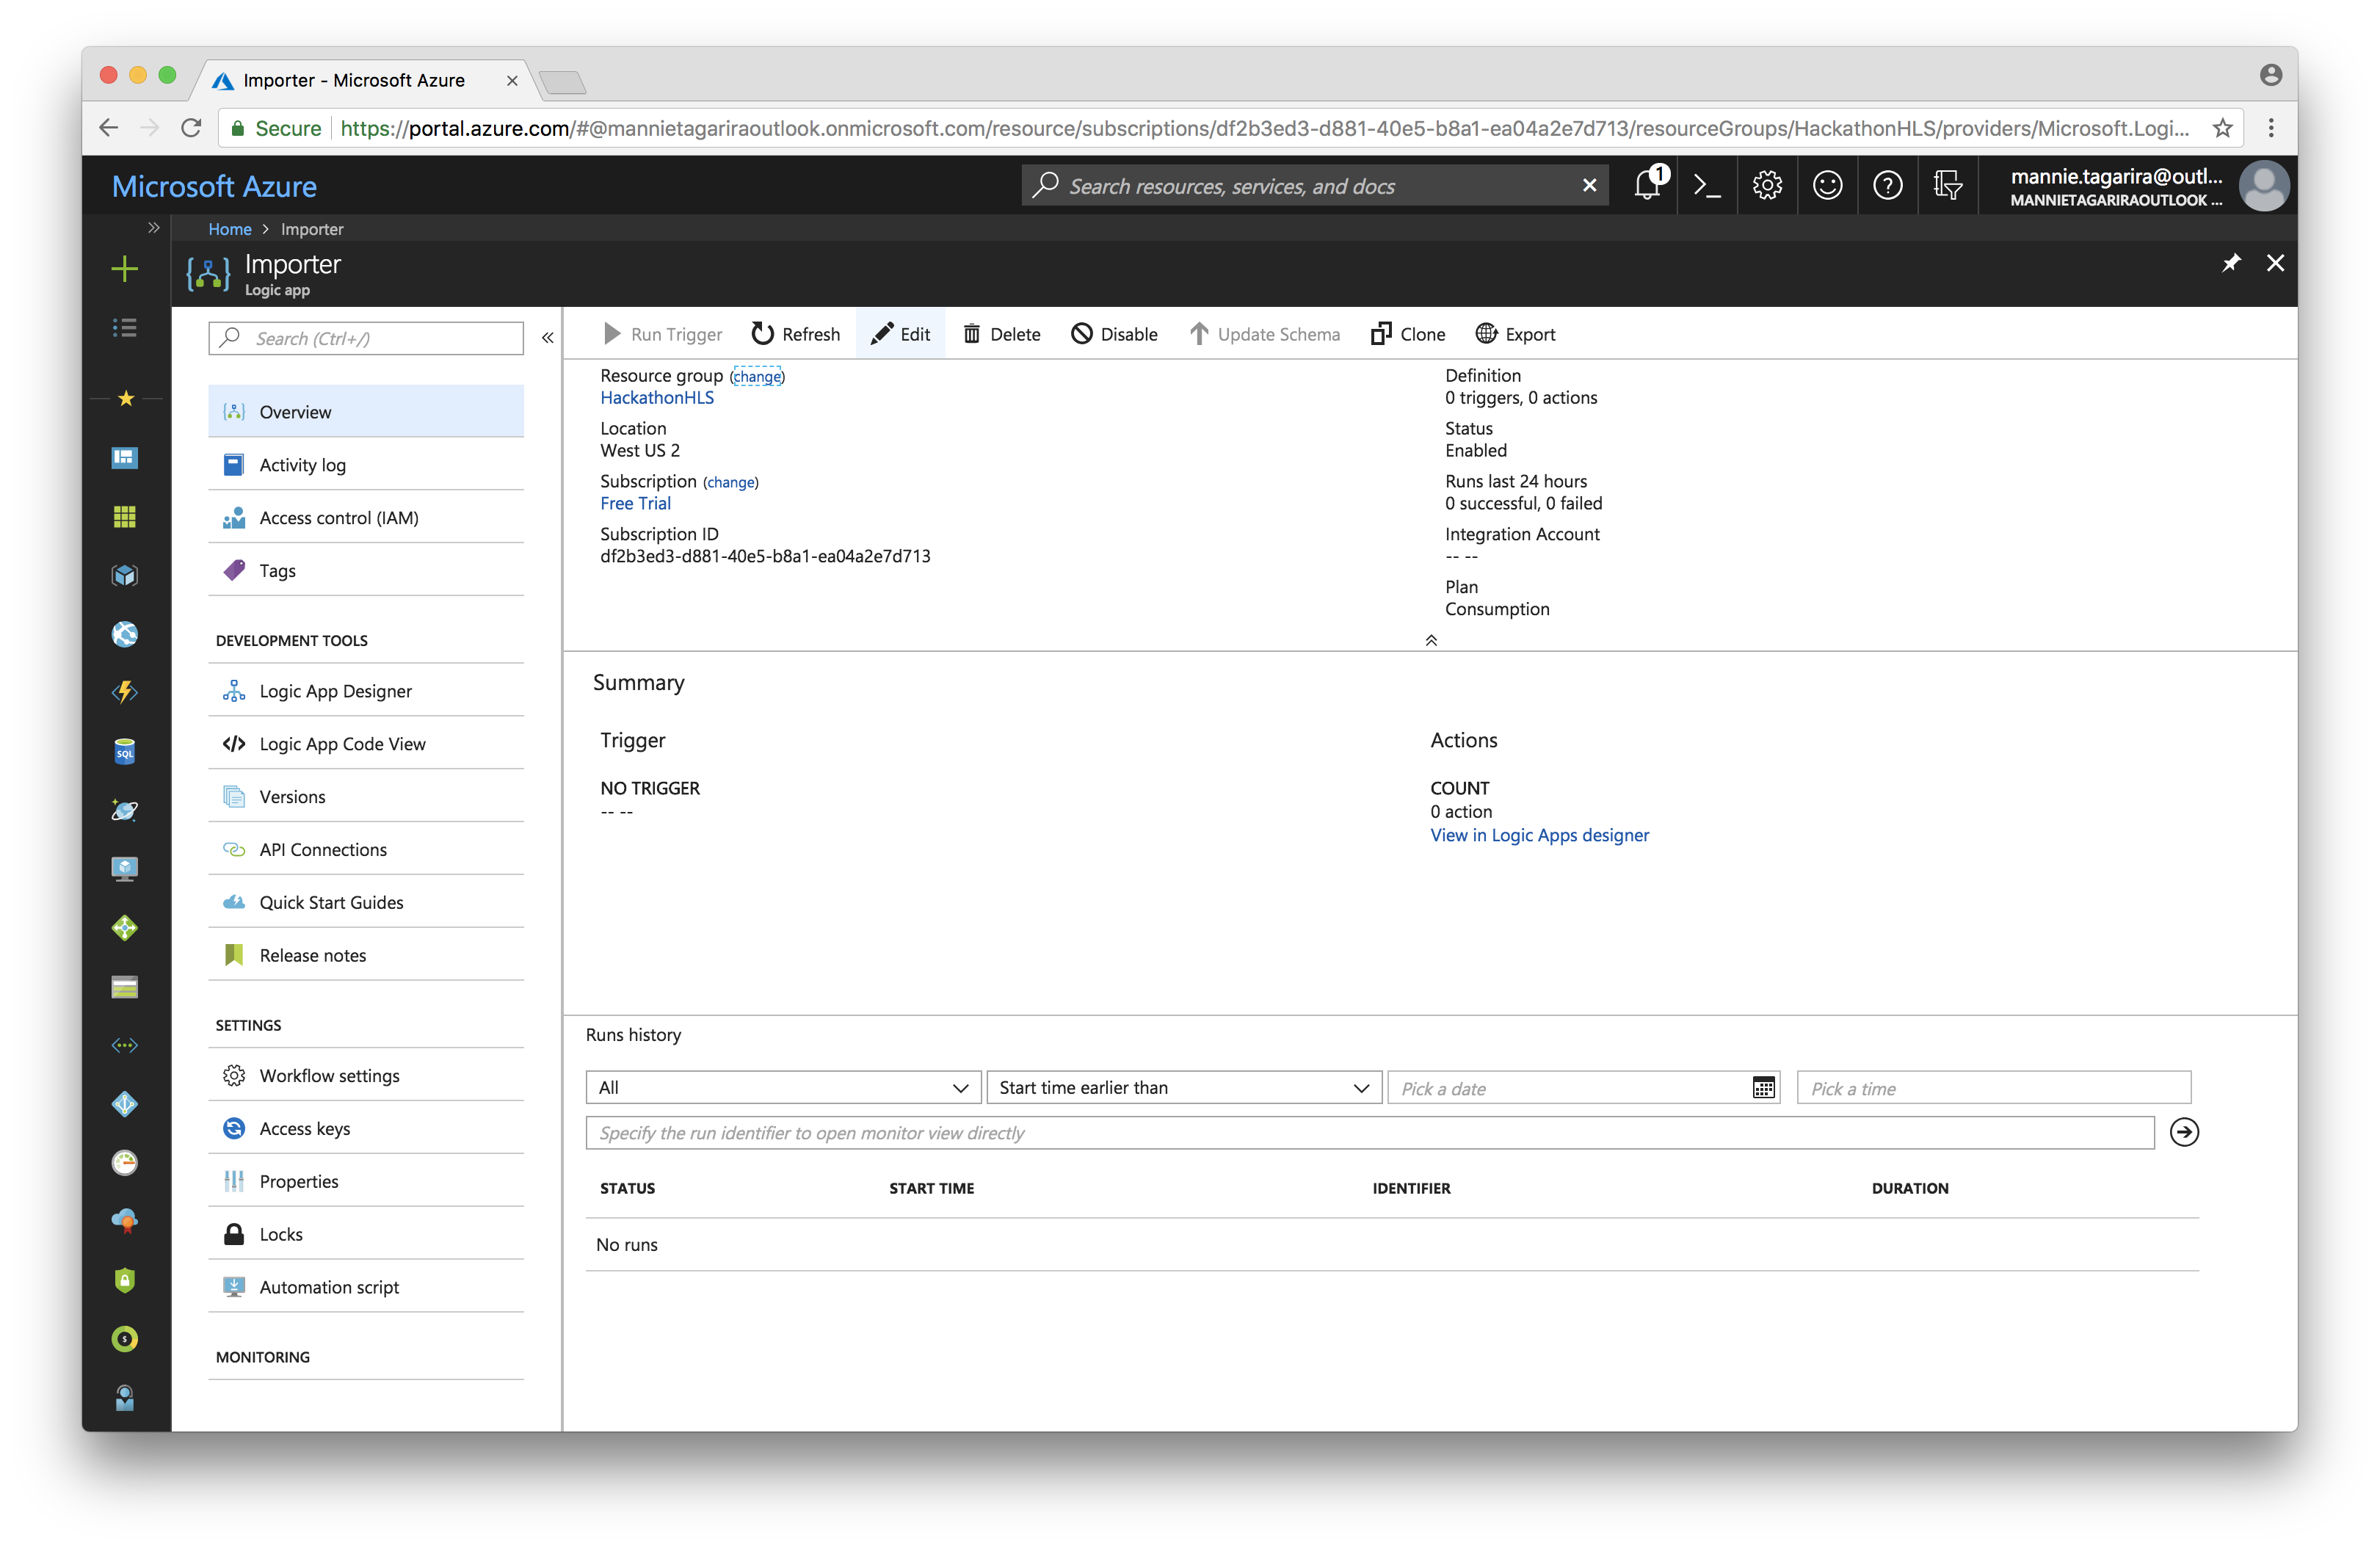 Importer - Microsoft Azure
Secure https://portal.azure.com/#@mannietagariraoutlook.onmicrosoft.com/resource/subscriptions/df2b3ed3-d881-40e5-b8a1-ea04a2e7d713/resourceGroups/HackathonHLS/providers/Microsoft.Logi...
Microsoft Azure
Search resources, services, and docs
1
mannie.tagarira@outl...
MANNIETAGARIRAOUTLOOK ...
Home > Importer
Importer
Logic app
Search (Ctrl+/)
Overview
Activity log
Access control (IAM)
Tags
DEVELOPMENT TOOLS
Logic App Designer
Logic App Code View
Versions
API Connections
Quick Start Guides
Release notes
SETTINGS
Workflow settings
Access keys
Properties
Locks
Automation script
MONITORING
Run Trigger Refresh Edit Delete Disable Update Schema Clone Export
Resource group (change)
HackathonHLS
Location
West US 2
Subscription (change)
Free Trial
Subscription ID
df2b3ed3-d881-40e5-b8a1-ea04a2e7d713
Definition
0 triggers, 0 actions
Status
Enabled
Runs last 24 hours
0 successful, 0 failed
Integration Account
-- --
Plan
Consumption
Summary
Trigger
NO TRIGGER
-- --
Actions
COUNT
0 action
View in Logic Apps designer
Runs history
All Start time earlier than Pick a date Pick a time
Specify the run identifier to open monitor view directly
STATUS START TIME IDENTIFIER DURATION
No runs
SQL